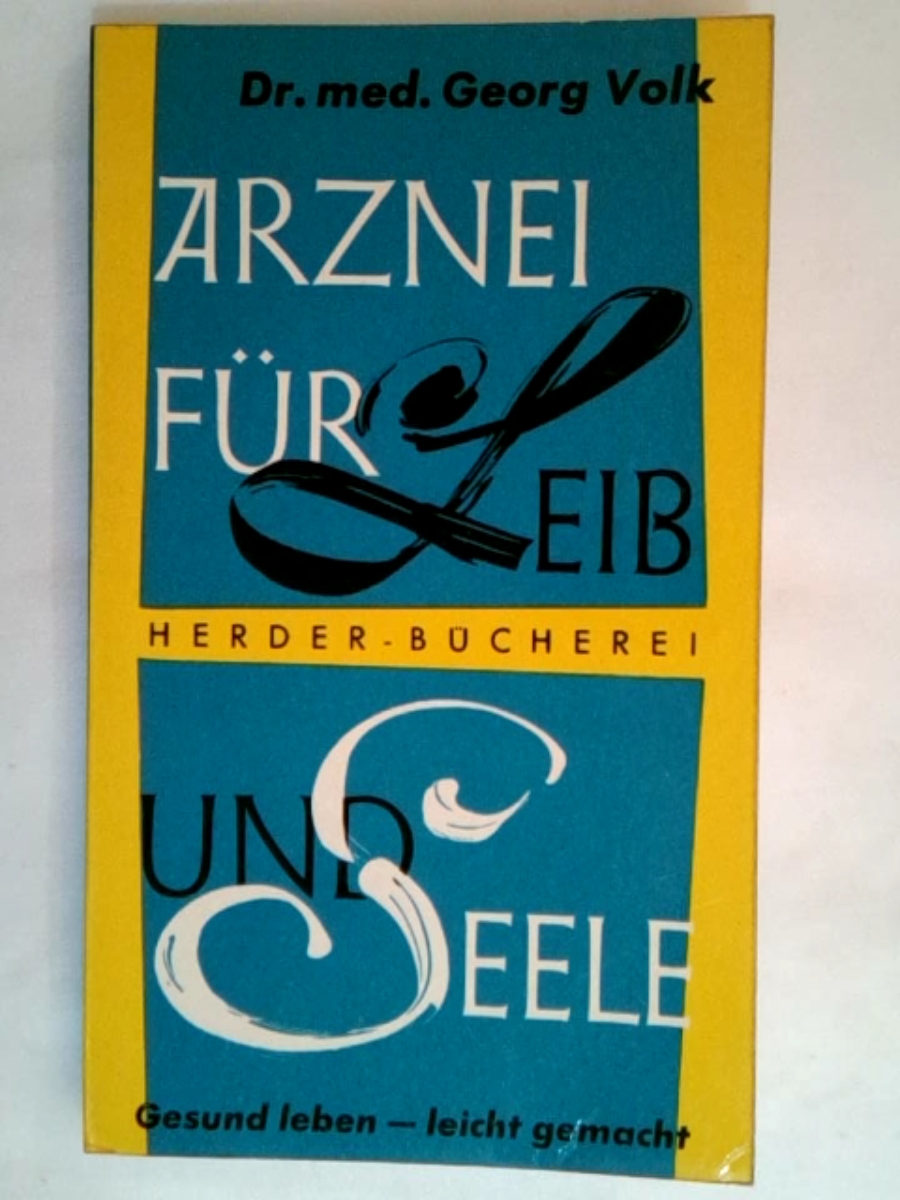 Dr. med. Georg Volk
ARZNEI
FÜR
LEIB
HERDER-BÜCHEREI
UND
SEELE
Gesund leben — leicht gemacht